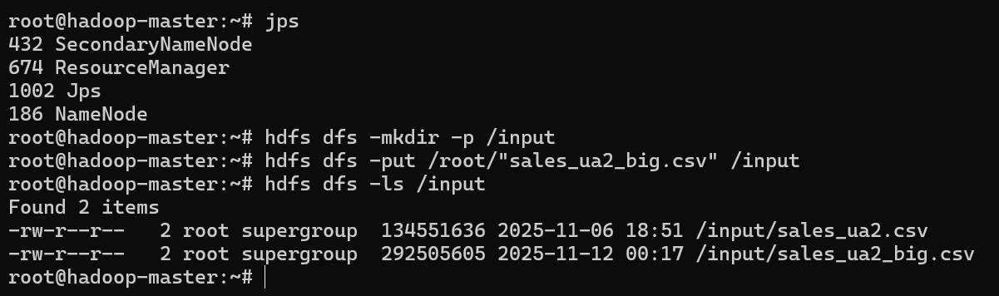 root@hadoop-master:~# jps
432 SecondaryNameNode
674 ResourceManager
1002 Jps
186 NameNode
root@hadoop-master:~# hdfs dfs -mkdir -p /input
root@hadoop-master:~# hdfs dfs -put /root/"sales_ua2_big.csv" /input
root@hadoop-master:~# hdfs dfs -ls /input
Found 2 items
-rw-r--r--   2 root supergroup  134551636 2025-11-06 18:51 /input/sales_ua2.csv
-rw-r--r--   2 root supergroup  292505605 2025-11-12 00:17 /input/sales_ua2_big.csv
root@hadoop-master:~#